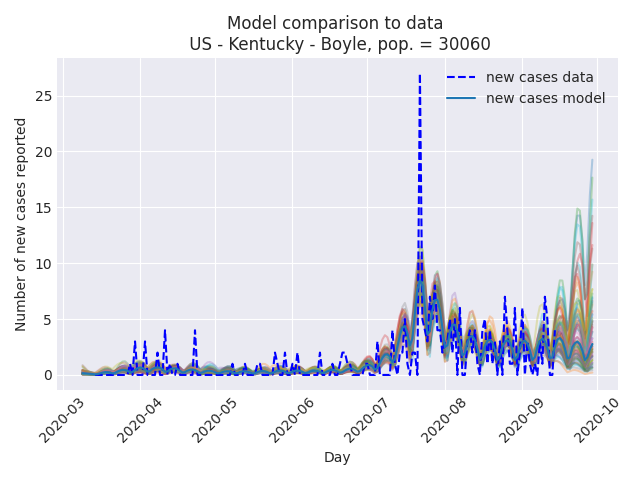 Model comparison to data
US - Kentucky - Boyle, pop. = 30060
new cases data
new cases model
Number of new cases reported
25
20
15
10
5
0
2020-03
2020-04
2020-05
2020-06
2020-07
2020-08
2020-09
2020-10
Day